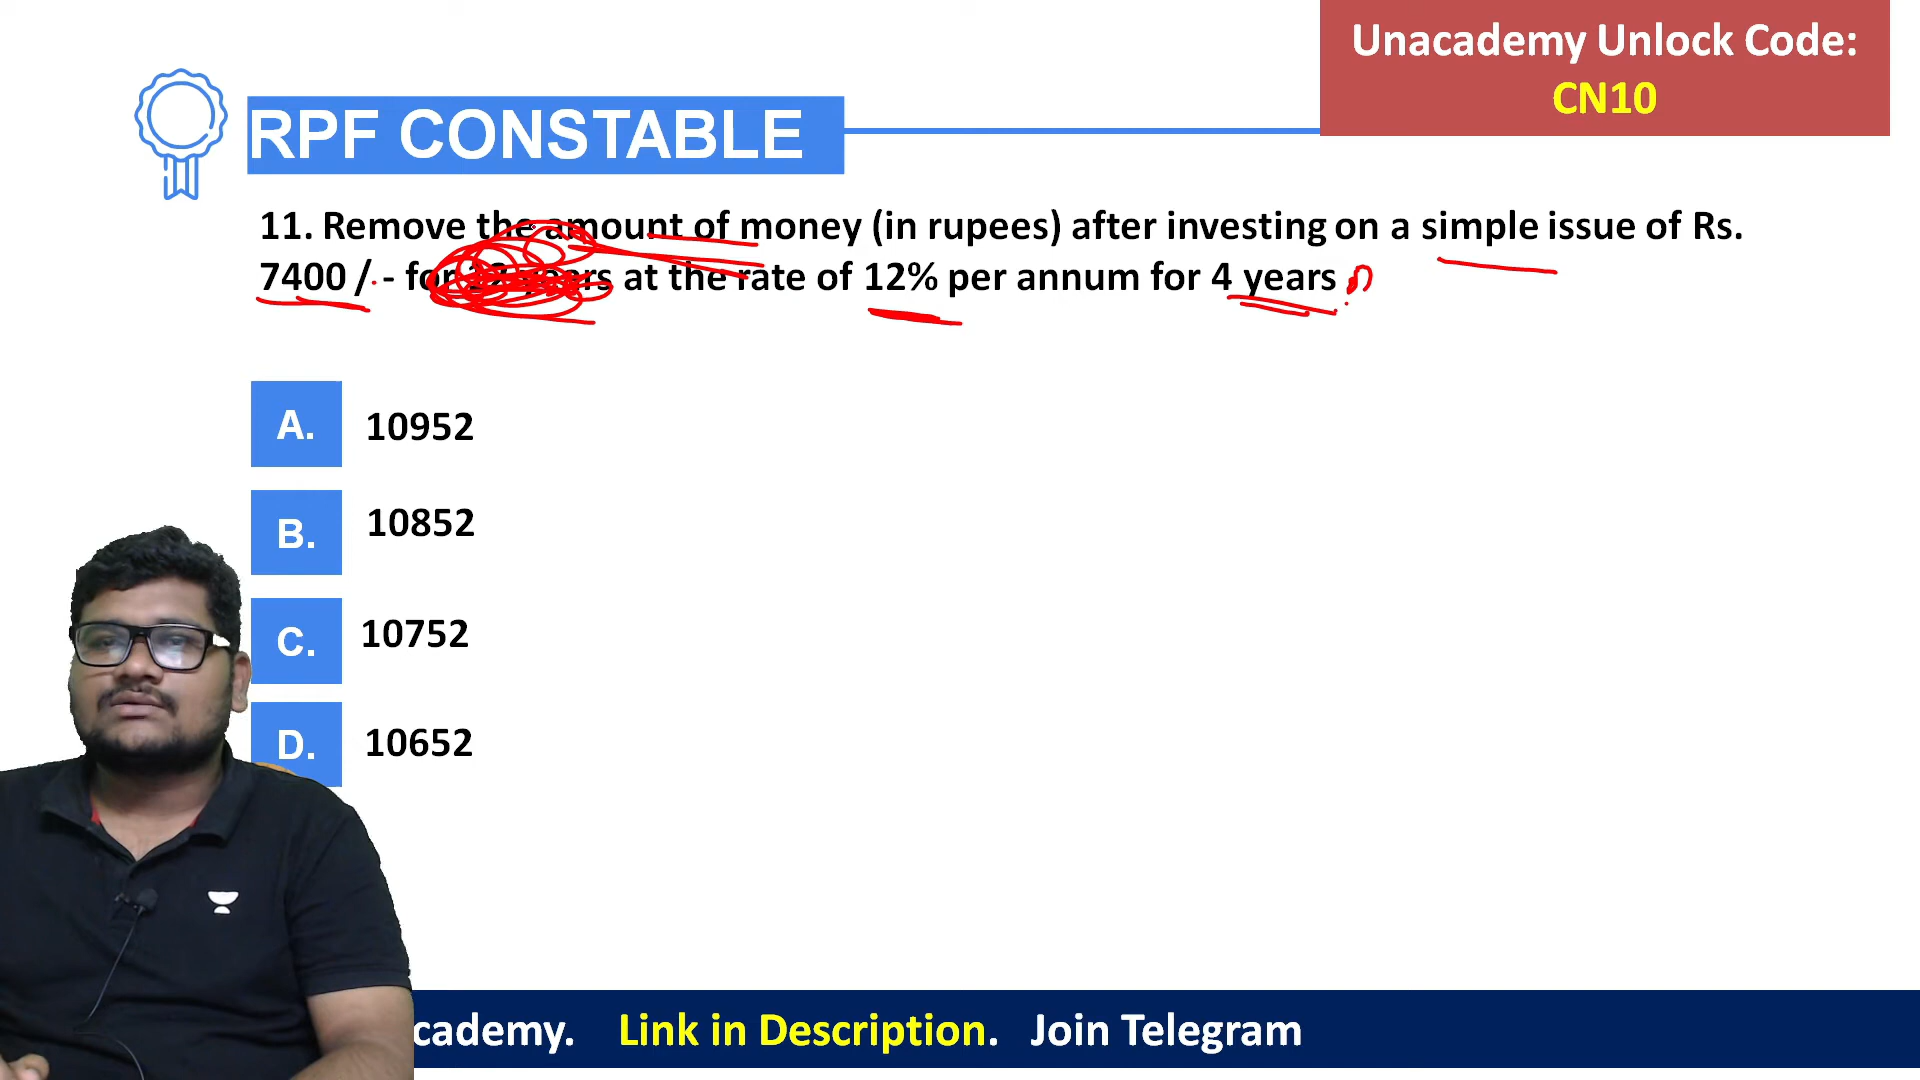 Unacademy Unlock Code:
CN10
RPF CONSTABLE
11. Remove the amount of money (in rupees) after investing on a simple issue of Rs.
7400 /- for years at the rate of 12% per annum for 4 years
A. 10952
B. 10852
C. 10752
D. 10652
cademy. Link in Description. Join Telegram